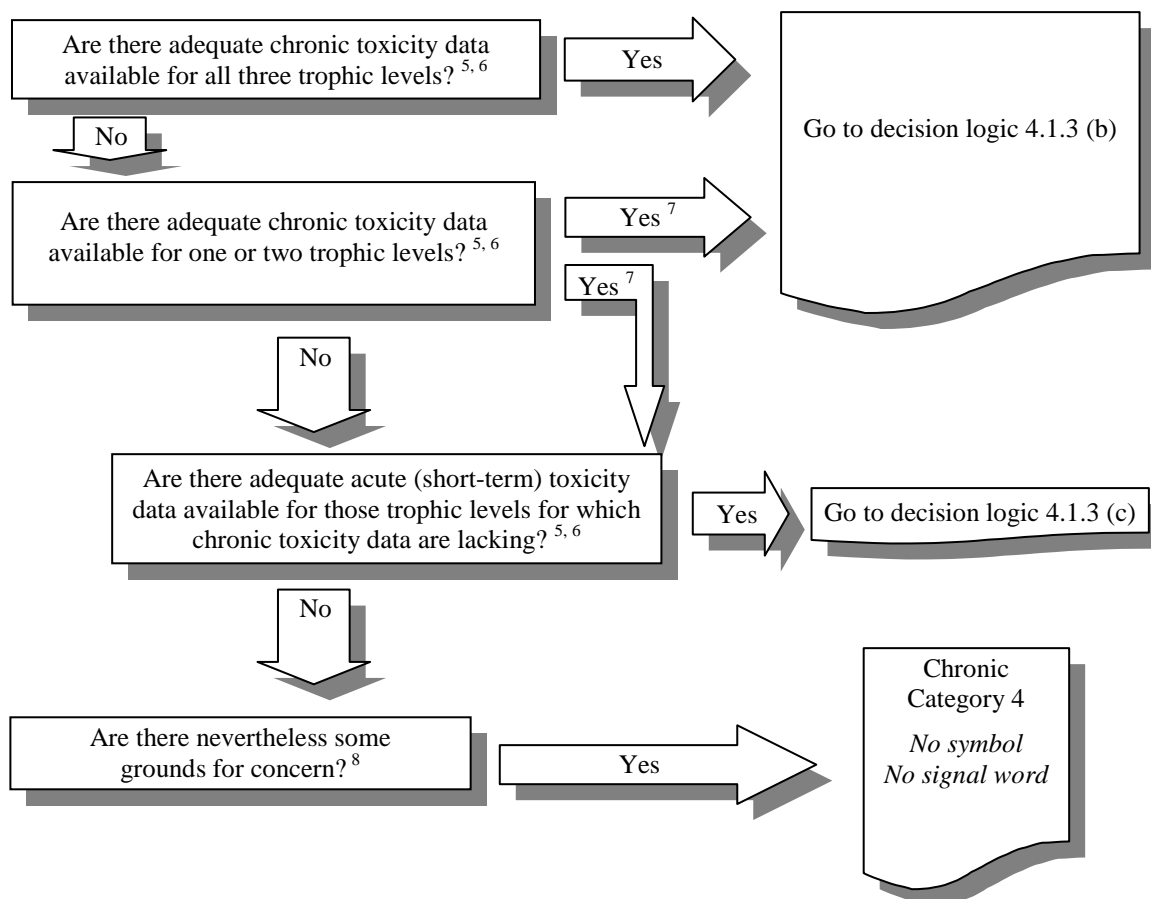 Are there adequate chronic toxicity data
available for all three trophic levels? 5, 6
Yes
Go to decision logic 4.1.3 (b)
No
Are there adequate chronic toxicity data
available for one or two trophic levels? 5, 6
Yes 7
Yes 7
No
Are there adequate acute (short-term) toxicity
data available for those trophic levels for which
chronic toxicity data are lacking? 5, 6
Yes
Go to decision logic 4.1.3 (c)
No
Are there nevertheless some
grounds for concern? 8
Yes
Chronic
Category 4
No symbol
No signal word